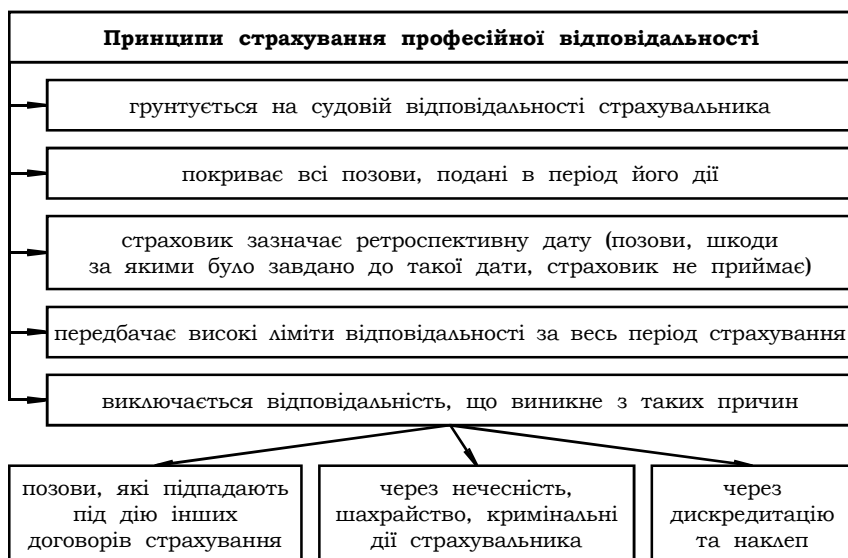 Принципи страхування професійної відповідальності
грунтується на судовій відповідальності страхувальника
покриває всі позови, подані в період його дії
страховик зазначає ретроспективну дату (позови, шкоди
за якими було завдано до такої дати, страховик не приймає)
передбачає високі ліміти відповідальності за весь період страхування
виключається відповідальність, що виникне з таких причин
позови, які підпадають
під дію інших
договорів страхування
через нечесність,
шахрайство, кримінальні
дії страхувальника
через
дискредитацію
та наклеп